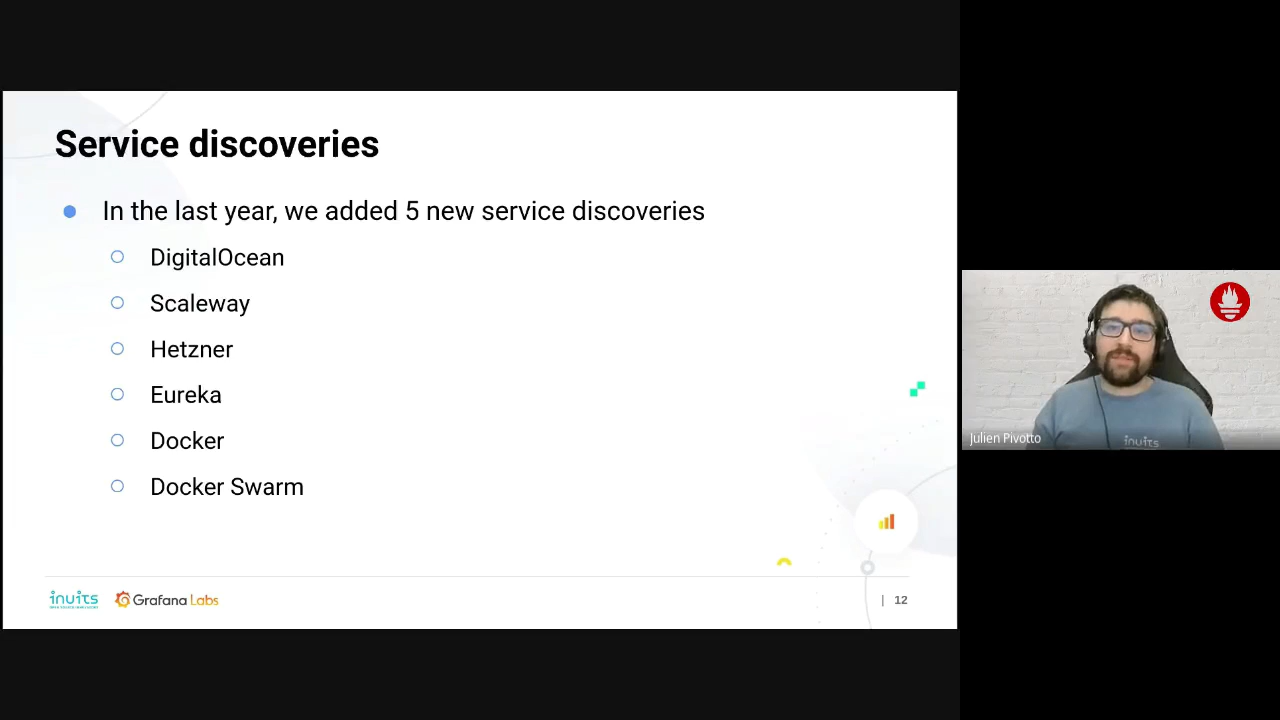 Service discoveries
In the last year, we added 5 new service discoveries
DigitalOcean
Scaleway
Hetzner
Eureka
Docker
Docker Swarm
inuits
Grafana Labs
| 12
Julien Pivotto
inuits